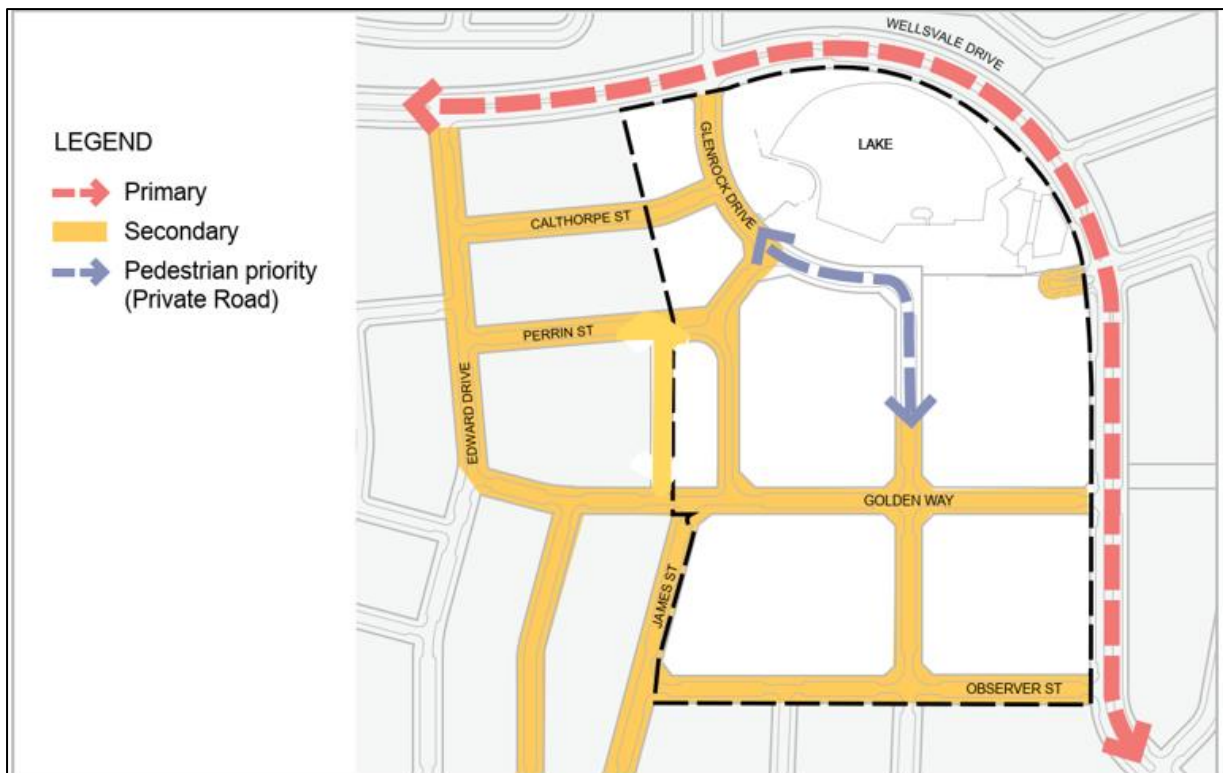 LEGEND
Primary
Secondary
Pedestrian priority
(Private Road)
WELLSVALE DRIVE
GLENROCK DRIVE
LAKE
CALTHORPE ST
PERRIN ST
EDWARD DRIVE
GOLDEN WAY
JAMES ST
OBSERVER ST